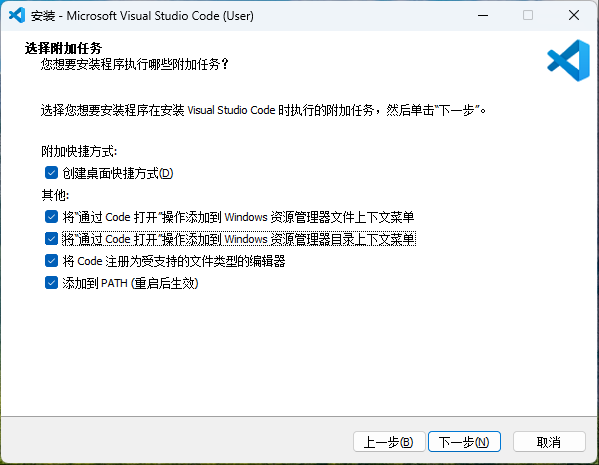 安装 - Microsoft Visual Studio Code (User)
选择附加任务
您想要安装程序执行哪些附加任务？
选择您想要安装程序在安装 Visual Studio Code 时执行的附加任务，然后单击“下一步”。
附加快捷方式:
创建桌面快捷方式(D)
其他:
将“通过 Code 打开”操作添加到 Windows 资源管理器文件上下文菜单
将“通过 Code 打开”操作添加到 Windows 资源管理器目录上下文菜单
将 Code 注册为受支持的文件类型的编辑器
添加到 PATH (重启后生效)
上一步(B) 下一步(N) 取消